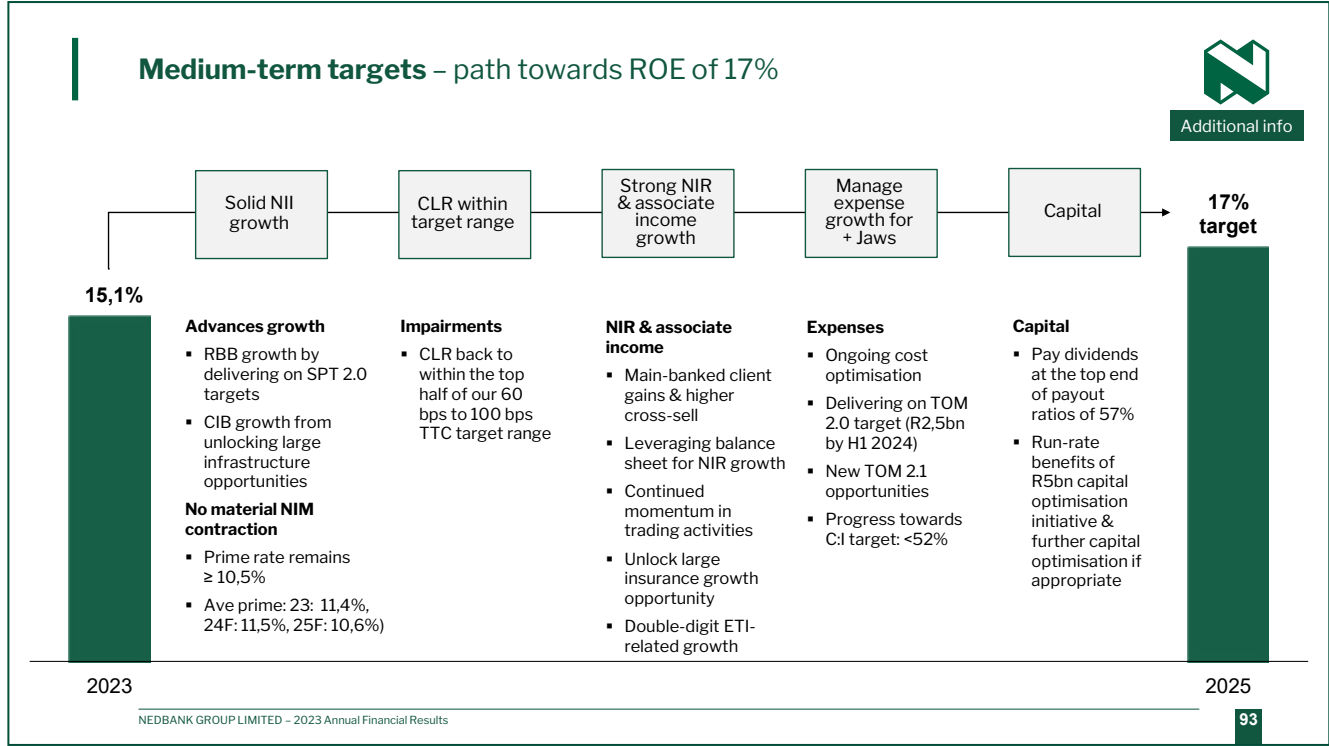 Medium-term targets – path towards ROE of 17%
Additional info
Solid NII
growth
CLR within
target range
Strong NIR
& associate
income
growth
Manage
expense
growth for
+ Jaws
Capital
17%
target
15,1%
Advances growth
▪ RBB growth by
delivering on SPT 2.0
targets
▪ CIB growth from
unlocking large
infrastructure
opportunities
No material NIM
contraction
▪ Prime rate remains
≥ 10,5%
▪ Ave prime: 23: 11,4%,
24F: 11,5%, 25F: 10,6%)
Impairments
▪ CLR back to
within the top
half of our 60
bps to 100 bps
TTC target range
NIR & associate
income
▪ Main-banked client
gains & higher
cross-sell
▪ Leveraging balance
sheet for NIR growth
▪ Continued
momentum in
trading activities
▪ Unlock large
insurance growth
opportunity
▪ Double-digit ETI-
related growth
Expenses
▪ Ongoing cost
optimisation
▪ Delivering on TOM
2.0 target (R2,5bn
by H1 2024)
▪ New TOM 2.1
opportunities
▪ Progress towards
C:I target: <52%
Capital
▪ Pay dividends
at the top end
of payout
ratios of 57%
▪ Run-rate
benefits of
R5bn capital
optimisation
initiative &
further capital
optimisation if
appropriate
2023
2025
NEDBANK GROUP LIMITED – 2023 Annual Financial Results
93